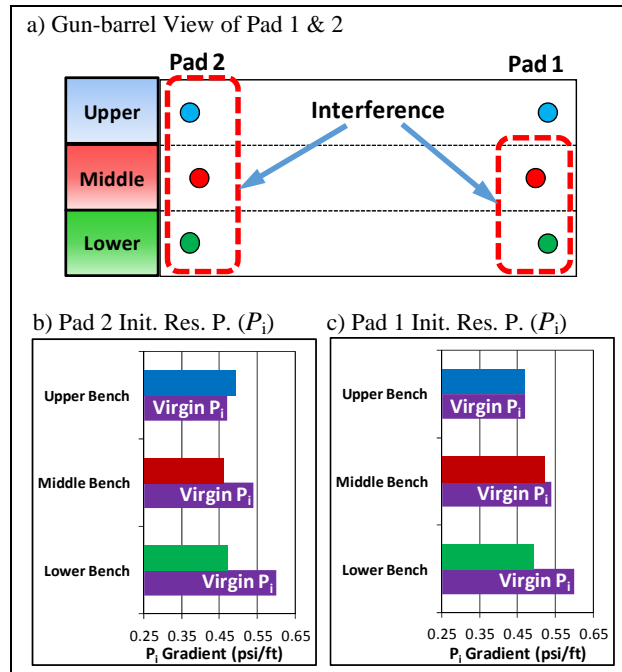 a) Gun-barrel View of Pad 1 & 2
Pad 2
Pad 1
Upper
Interference
Middle
Lower
b) Pad 2 Init. Res. P. (Pi)
c) Pad 1 Init. Res. P. (Pi)
Upper Bench
Virgin Pi
Middle Bench
Virgin Pi
Lower Bench
Virgin Pi
0.25 0.35 0.45 0.55 0.65
Pi Gradient (psi/ft)
Upper Bench
Virgin Pi
Middle Bench
Virgin Pi
Lower Bench
Virgin Pi
0.25 0.35 0.45 0.55 0.65
Pi Gradient (psi/ft)